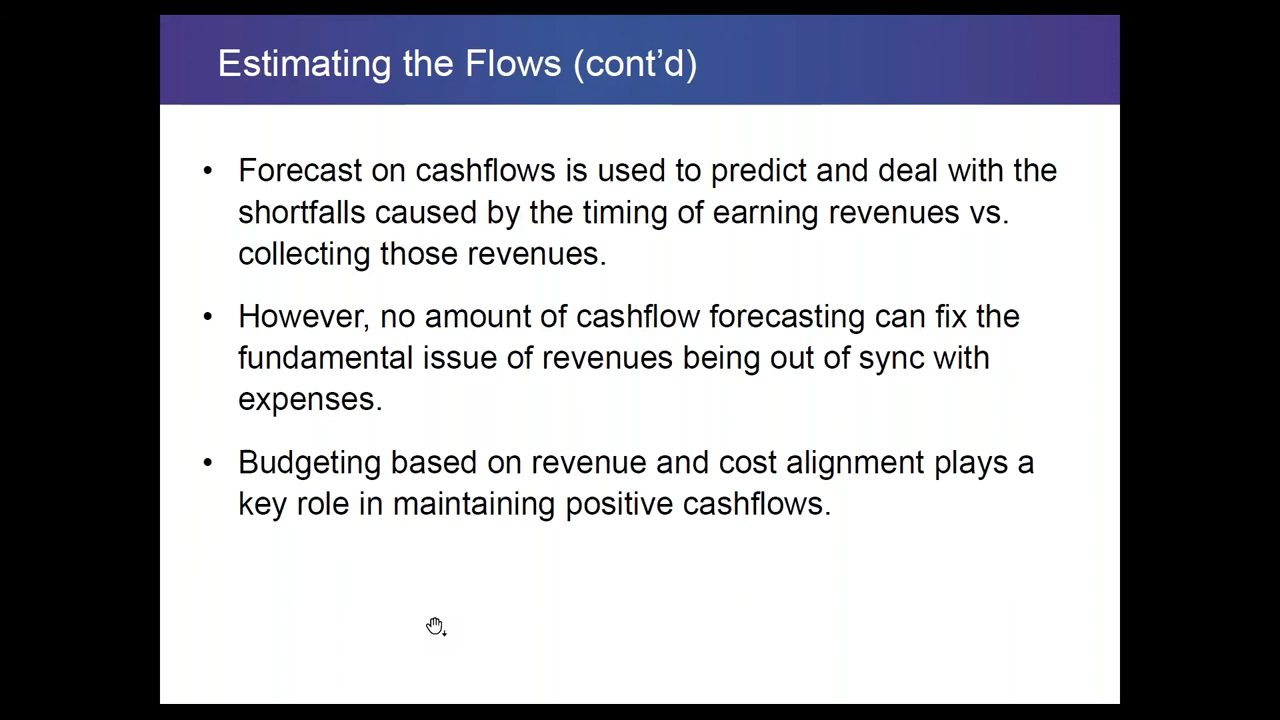 Estimating the Flows (cont’d)
• Forecast on cashflows is used to predict and deal with the
shortfalls caused by the timing of earning revenues vs.
collecting those revenues.
• However, no amount of cashflow forecasting can fix the
fundamental issue of revenues being out of sync with
expenses.
• Budgeting based on revenue and cost alignment plays a
key role in maintaining positive cashflows.